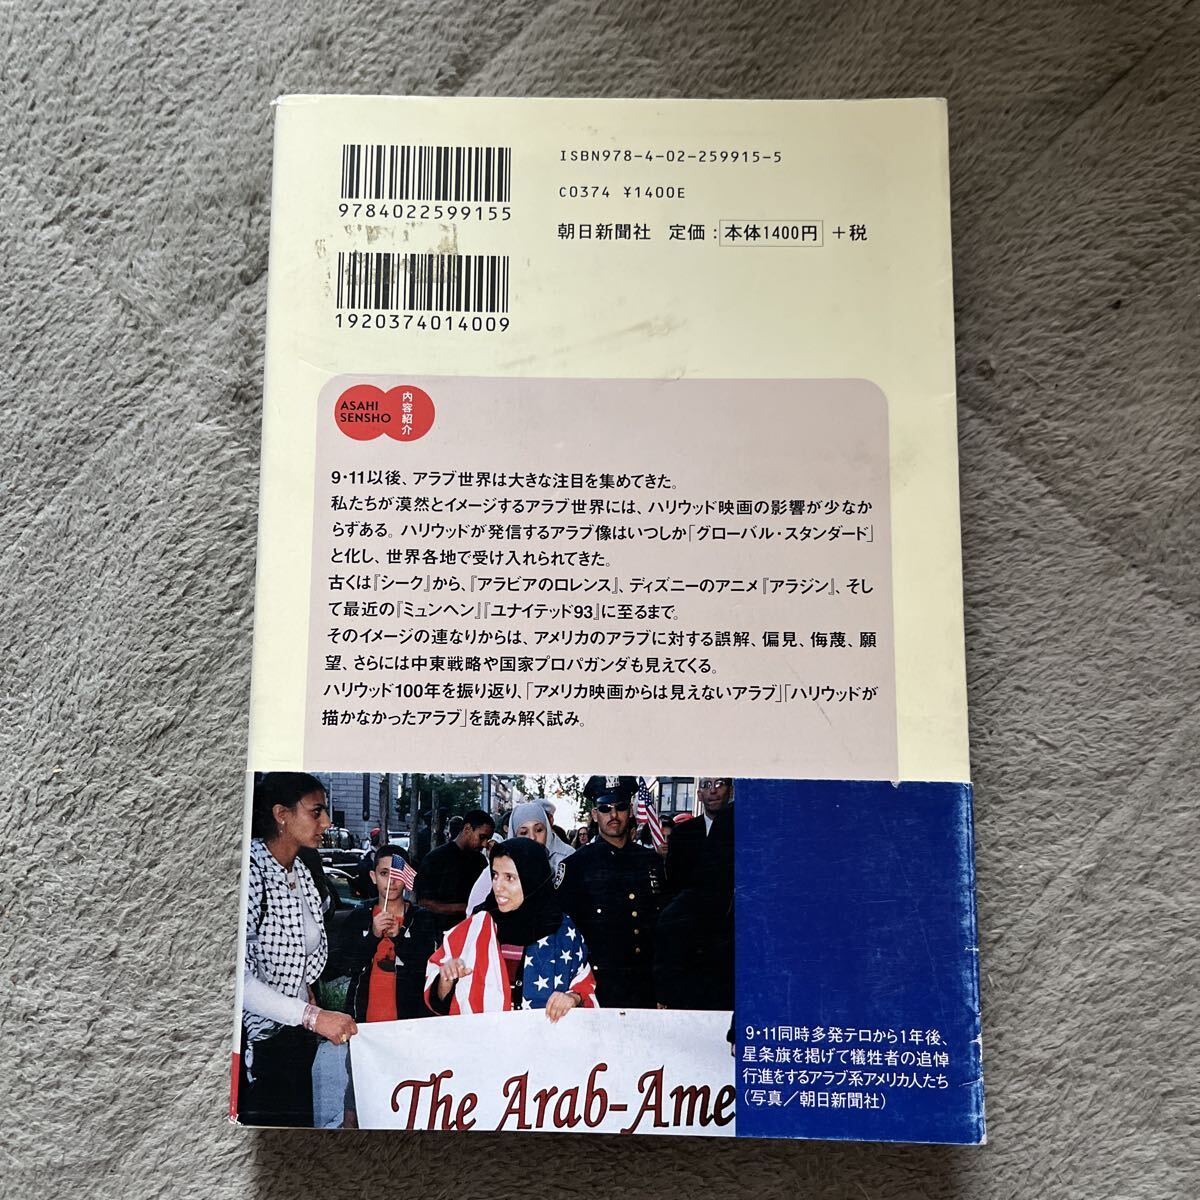 ISBN978-4-02-259915-5
C0374 ¥1400E
朝日新聞社 定価：本体1400円＋税
9784022599155
1920374014009
ASAHI SENSHO
内容紹介
9・11以後、アラブ世界は大きな注目を集めてきた。
私たちが漠然とイメージするアラブ世界には、ハリウッド映画の影響が少なか
らずある。ハリウッドが発信するアラブ像はいつしか「グローバル・スタンダード」
と化し、世界各地で受け入れられてきた。
古くは『シーク』から、『アラビアのロレンス』、ディズニーのアニメ『アラジン』、そし
て最近の『ミュンヘン』『ユナイテッド93』に至るまで。
そのイメージの連なりからは、アメリカのアラブに対する誤解、偏見、侮蔑、願
望、さらには中東戦略や国家プロパガンダも見えてくる。
ハリウッド100年を振り返り、「アメリカ映画からは見えないアラブ」「ハリウッドが
描かなかったアラブ」を読み解く試み。
The Arab-Ame
9・11同時多発テロから1年後、
星条旗を掲げて犠牲者の追悼
行進をするアラブ系アメリカ人たち
(写真／朝日新聞社)